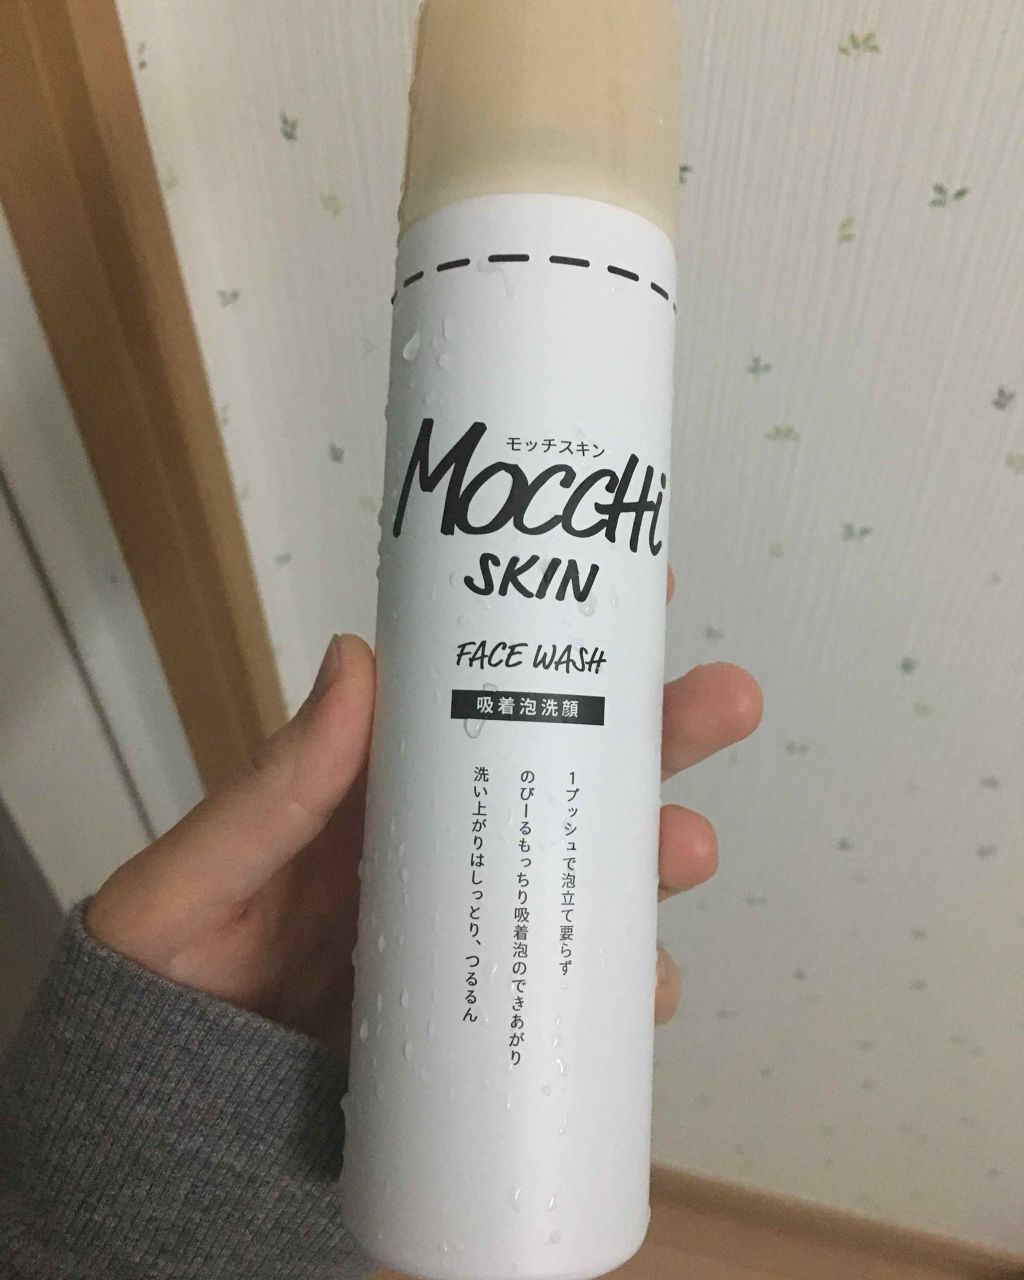 モッチスキン
MOCCHi
SKIN
FACE WASH
吸着泡洗顔
1プッシュで泡立て要らず
のびーるもっちり吸着泡のできあがり
洗い上がりはしっとり、つるるん